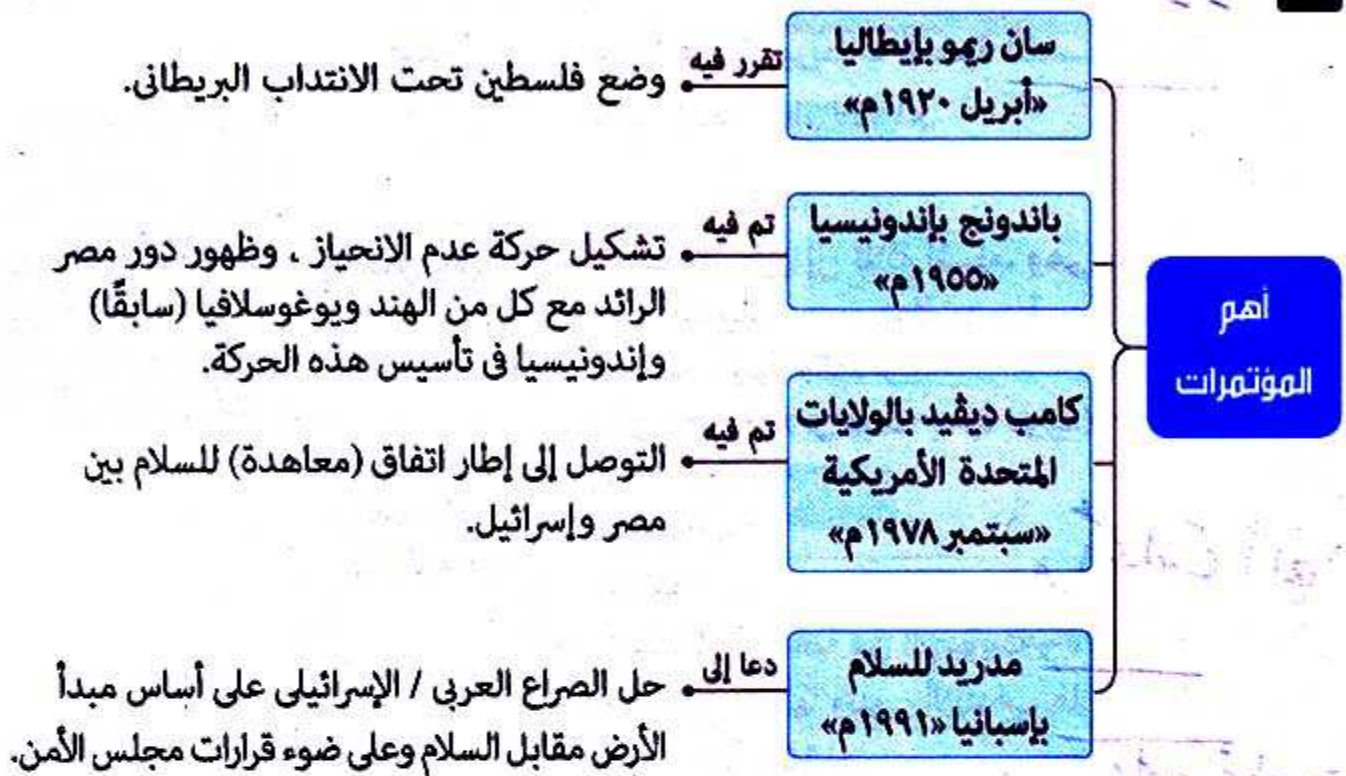 أهم
المؤتمرات
سان ريمو بإيطاليا
«أبريل ١٩٢٠م»
تقرر فيه
وضع فلسطين تحت الانتداب البريطانى.
باندونج بإندونيسيا
«١٩٥٥م»
تم فيه
تشكيل حركة عدم الانحياز ، وظهور دور مصر
الرائد مع كل من الهند ويوغوسلافيا (سابقًا)
وإندونيسيا فى تأسيس هذه الحركة.
كامب ديڤيد بالولايات
المتحدة الأمريكية
«سبتمبر ١٩٧٨م»
تم فيه
التوصل إلى إطار اتفاق (معاهدة) للسلام بين
مصر وإسرائيل.
مدريد للسلام
بإسبانيا «١٩٩١م»
دعا إلى
حل الصراع العربى / الإسرائيلى على أساس مبدأ
الأرض مقابل السلام وعلى ضوء قرارات مجلس الأمن.